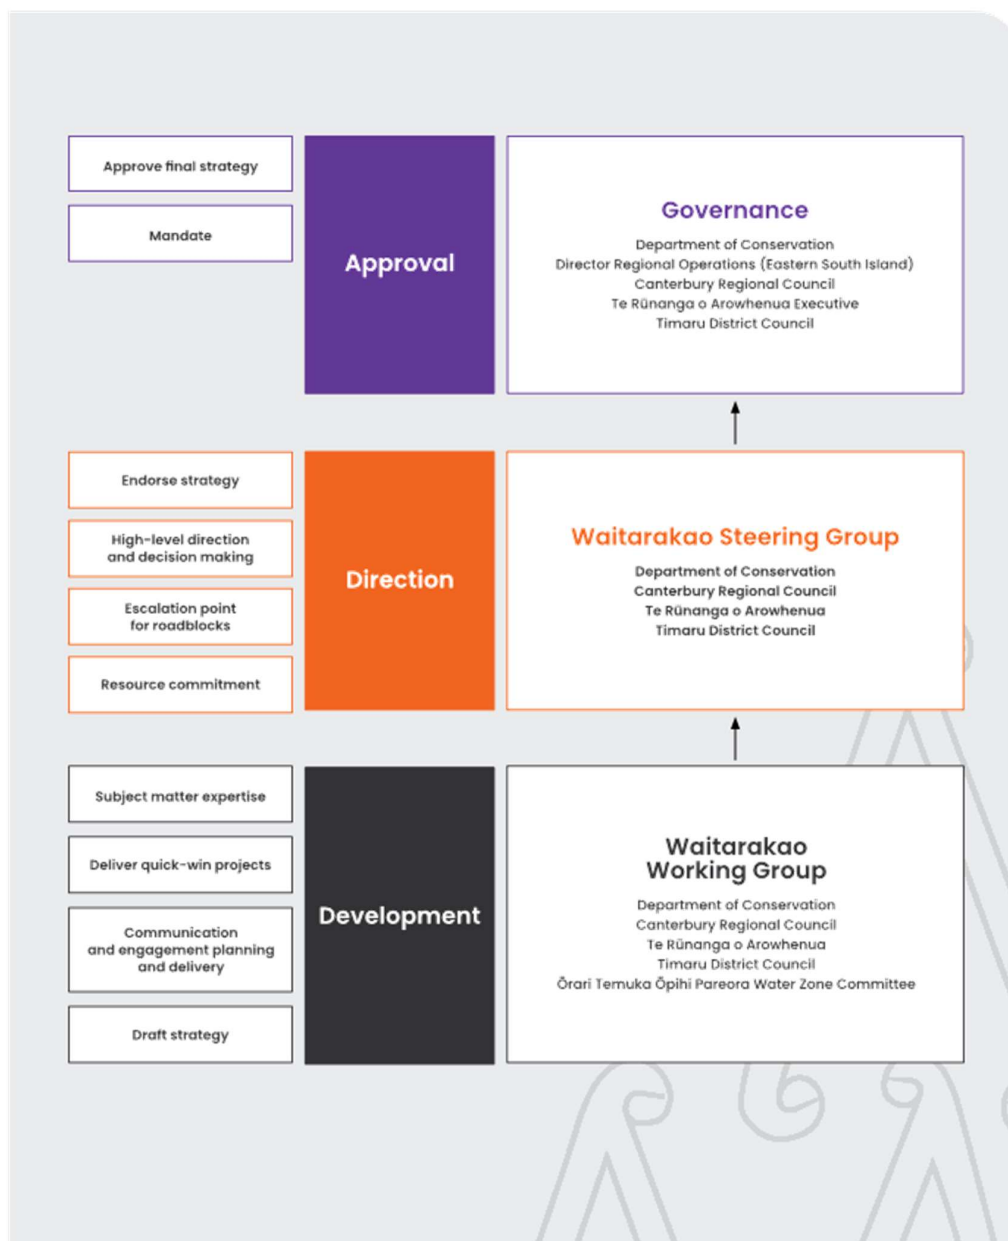 Approve final strategy
Mandate
Approval
Governance
Department of Conservation
Director Regional Operations (Eastern South Island)
Canterbury Regional Council
Te Rūnanga o Arowhenua Executive
Timaru District Council
Endorse strategy
High-level direction
and decision making
Escalation point
for roadblocks
Resource commitment
Direction
Waitarakao Steering Group
Department of Conservation
Canterbury Regional Council
Te Rūnanga o Arowhenua
Timaru District Council
Subject matter expertise
Deliver quick-win projects
Communication
and engagement planning
and delivery
Draft strategy
Development
Waitarakao
Working Group
Department of Conservation
Canterbury Regional Council
Te Rūnanga o Arowhenua
Timaru District Council
Ōrari Temuka Ōpihi Pareora Water Zone Committee